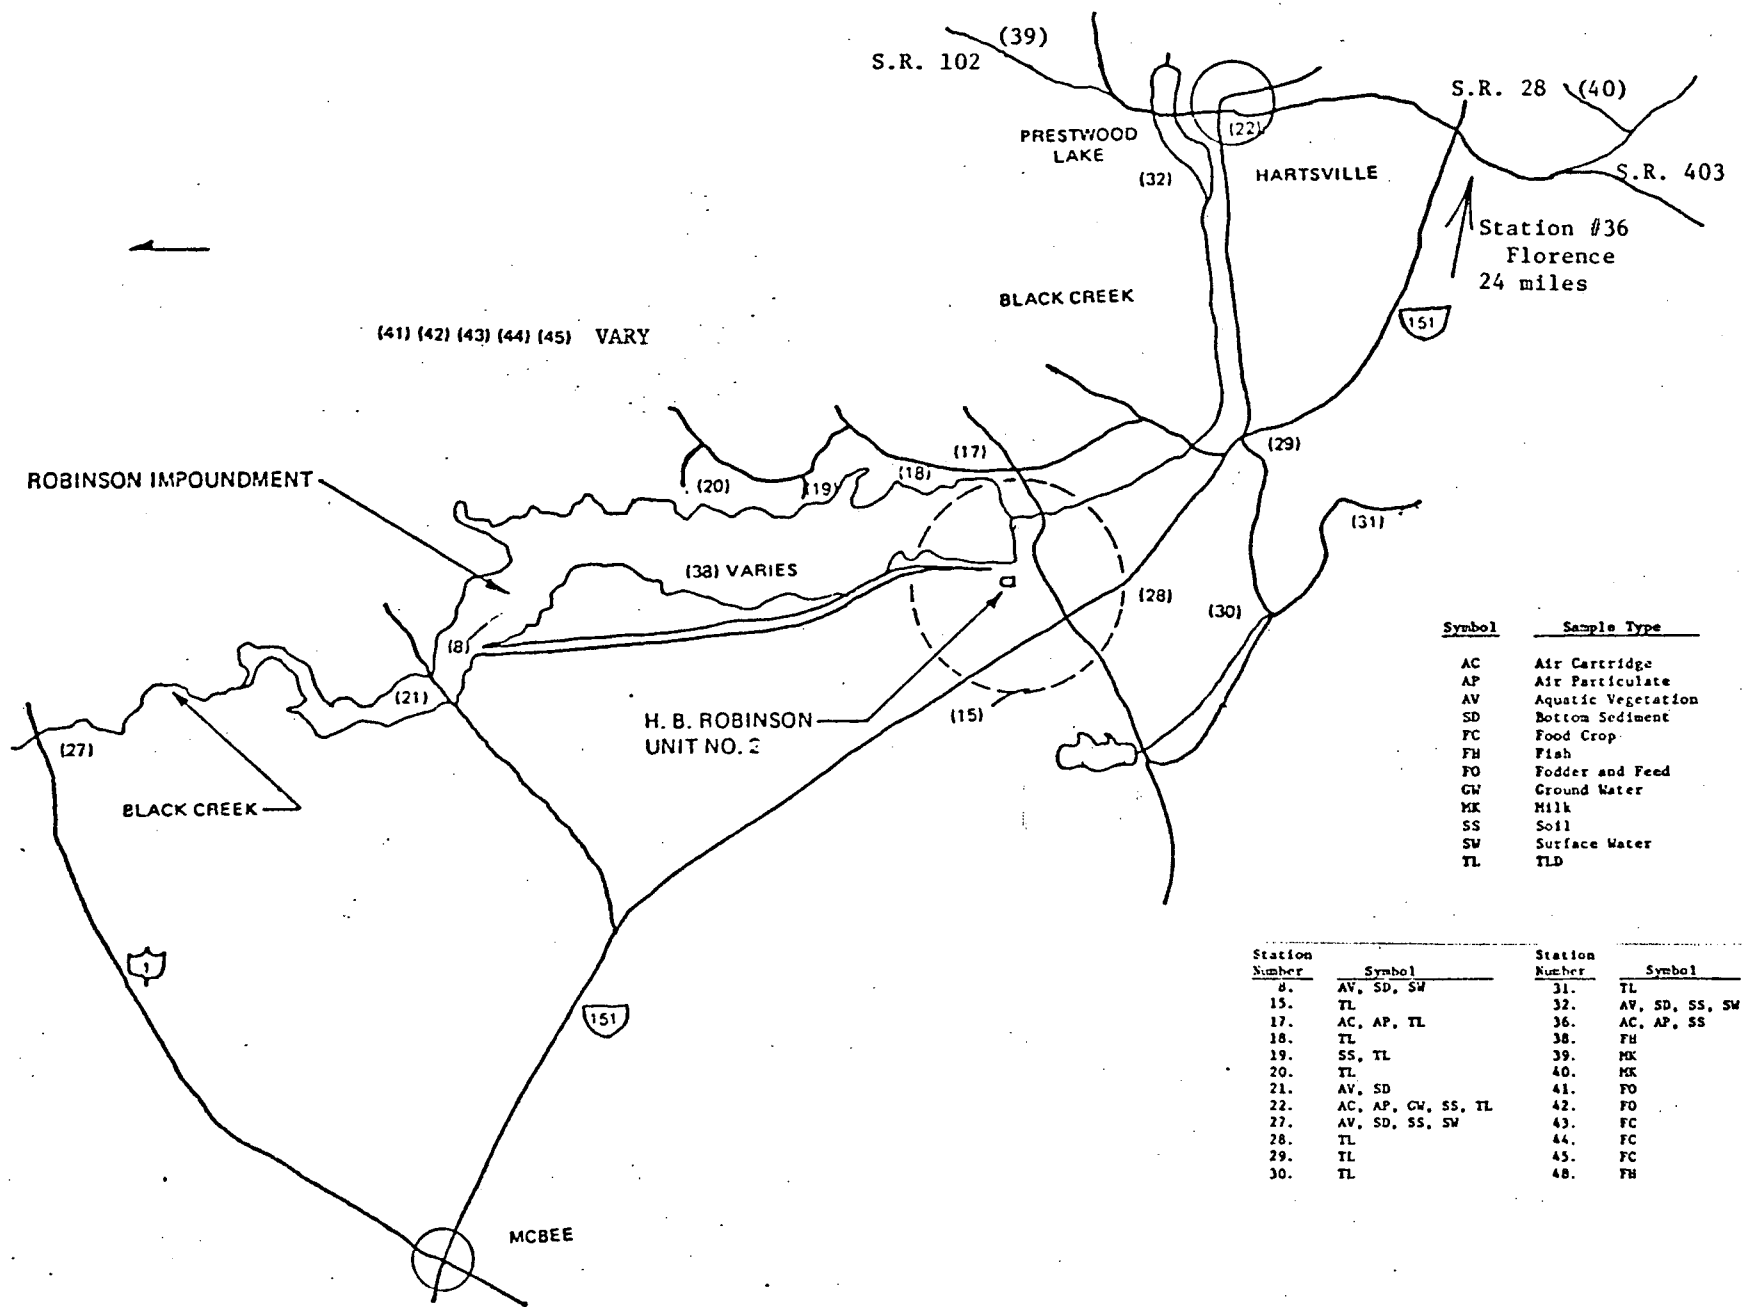 (39)
S.R. 102
S.R. 28 (40)
PRESTWOOD
LAKE
(22)
(32)
HARTSVILLE
S.R. 403
Station #36
Florence
24 miles
BLACK CREEK
151
(41) (42) (43) (44) (45) VARY
(29)
(17)
(18)
(19)
(20)
ROBINSON IMPOUNDMENT
(31)
(38) VARIES
(28)
(30)
(8)
(21)
(15)
H. B. ROBINSON
UNIT NO. 2
(27)
BLACK CREEK
1
151
MCBEE
Symbol Sample Type
AC Air Cartridge
AP Air Particulate
AV Aquatic Vegetation
SD Bottom Sediment
FC Food Crop
FH Fish
FO Fodder and Feed
GW Ground Water
MK Milk
SS Soil
SW Surface Water
TL TLD
Station Station
Number Symbol Number Symbol
8. AV, SD, SW 31. TL
15. TL 32. AV, SD, SS, SW
17. AC, AP, TL 36. AC, AP, SS
18. TL 38. FH
19. SS, TL 39. MK
20. TL 40. MK
21. AV, SD 41. FO
22. AC, AP, GW, SS, TL 42. FO
27. AV, SD, SS, SW 43. FC
28. TL 44. FC
29. TL 45. FC
30. TL 48. FH